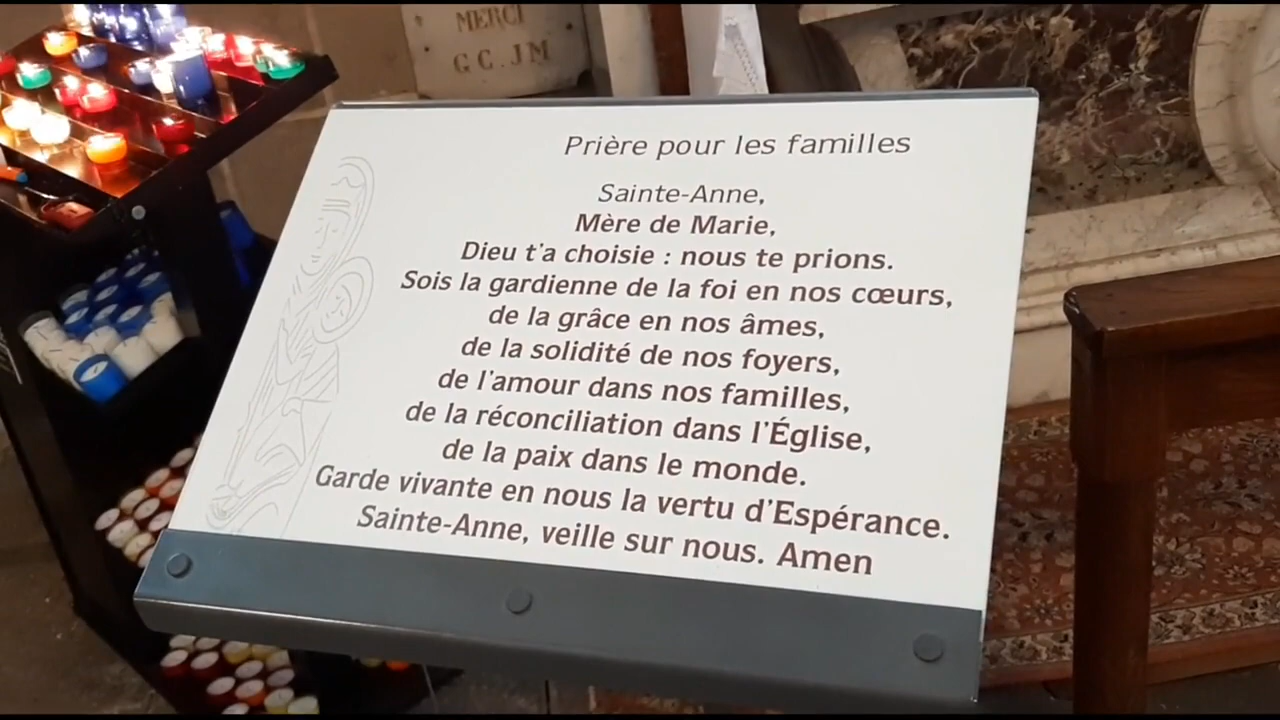 MERCI
G C. J M
Prière pour les familles
Sainte-Anne,
Mère de Marie,
Dieu t'a choisie : nous te prions.
Sois la gardienne de la foi en nos cœurs,
de la grâce en nos âmes,
de la solidité de nos foyers,
de l'amour dans nos familles,
de la réconciliation dans l'Église,
de la paix dans le monde.
Garde vivante en nous la vertu d'Espérance.
Sainte-Anne, veille sur nous. Amen